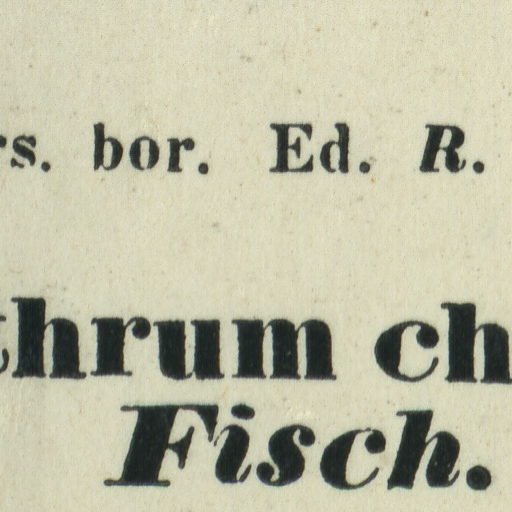 rs. bor. Ed. R.
thrum ch
Fisch.